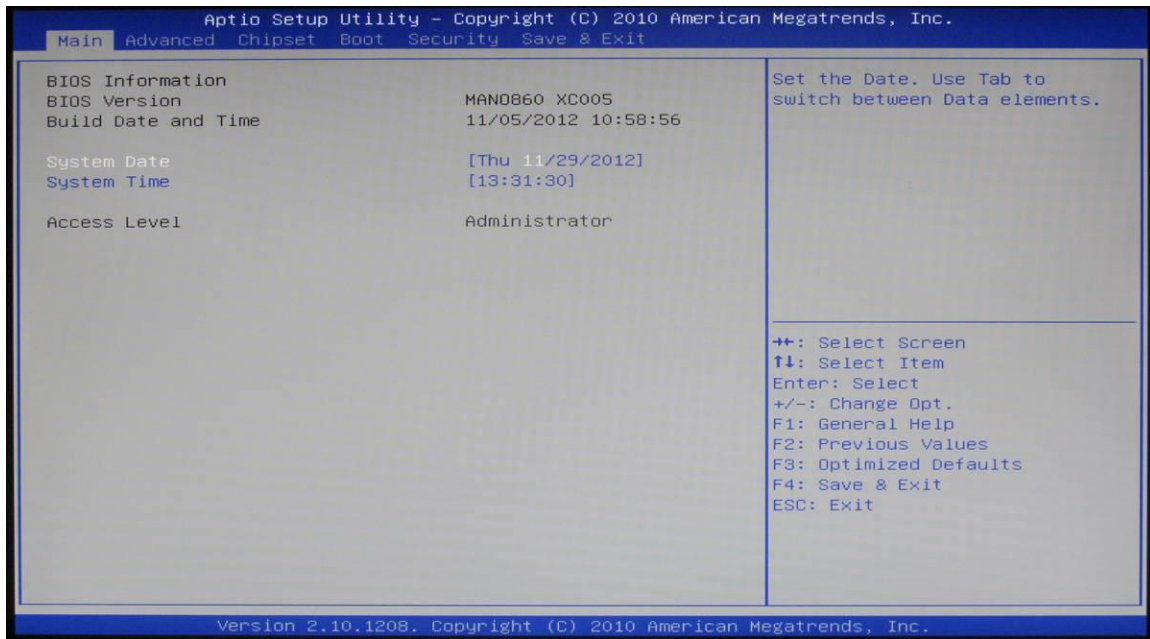 Aptio Setup Utility – Copyright (C) 2010 American Megatrends, Inc.
Main Advanced Chipset Boot Security Save & Exit
BIOS Information
BIOS Version MANO860 XC005
Build Date and Time 11/05/2012 10:58:56
System Date [Thu 11/29/2012]
System Time [13:31:30]
Access Level Administrator
Set the Date. Use Tab to
switch between Data elements.
→←: Select Screen
↑↓: Select Item
Enter: Select
+/-: Change Opt.
F1: General Help
F2: Previous Values
F3: Optimized Defaults
F4: Save & Exit
ESC: Exit
Version 2.10.1208. Copyright (C) 2010 American Megatrends, Inc.